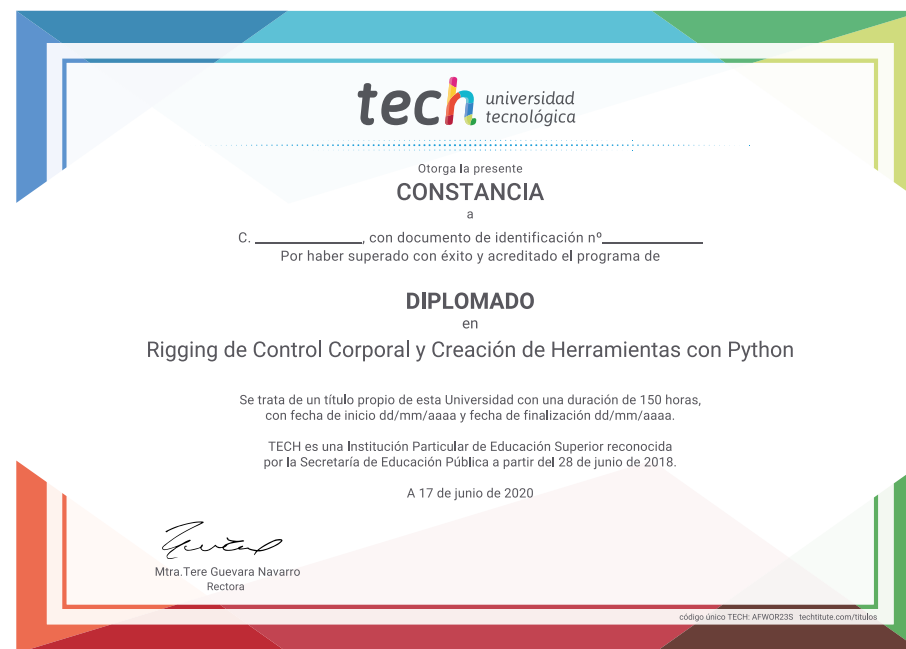 tech universidad
tecnológica
Otorga la presente
CONSTANCIA
a
C. ____________, con documento de identificación nº____________
Por haber superado con éxito y acreditado el programa de
DIPLOMADO
en
Rigging de Control Corporal y Creación de Herramientas con Python
Se trata de un título propio de esta Universidad con una duración de 150 horas,
con fecha de inicio dd/mm/aaaa y fecha de finalización dd/mm/aaaa.
TECH es una Institución Particular de Educación Superior reconocida
por la Secretaría de Educación Pública a partir del 28 de junio de 2018.
A 17 de junio de 2020
Mtra.Tere Guevara Navarro
Rectora
código único TECH: AFWOR23S techtitute.com/titulos